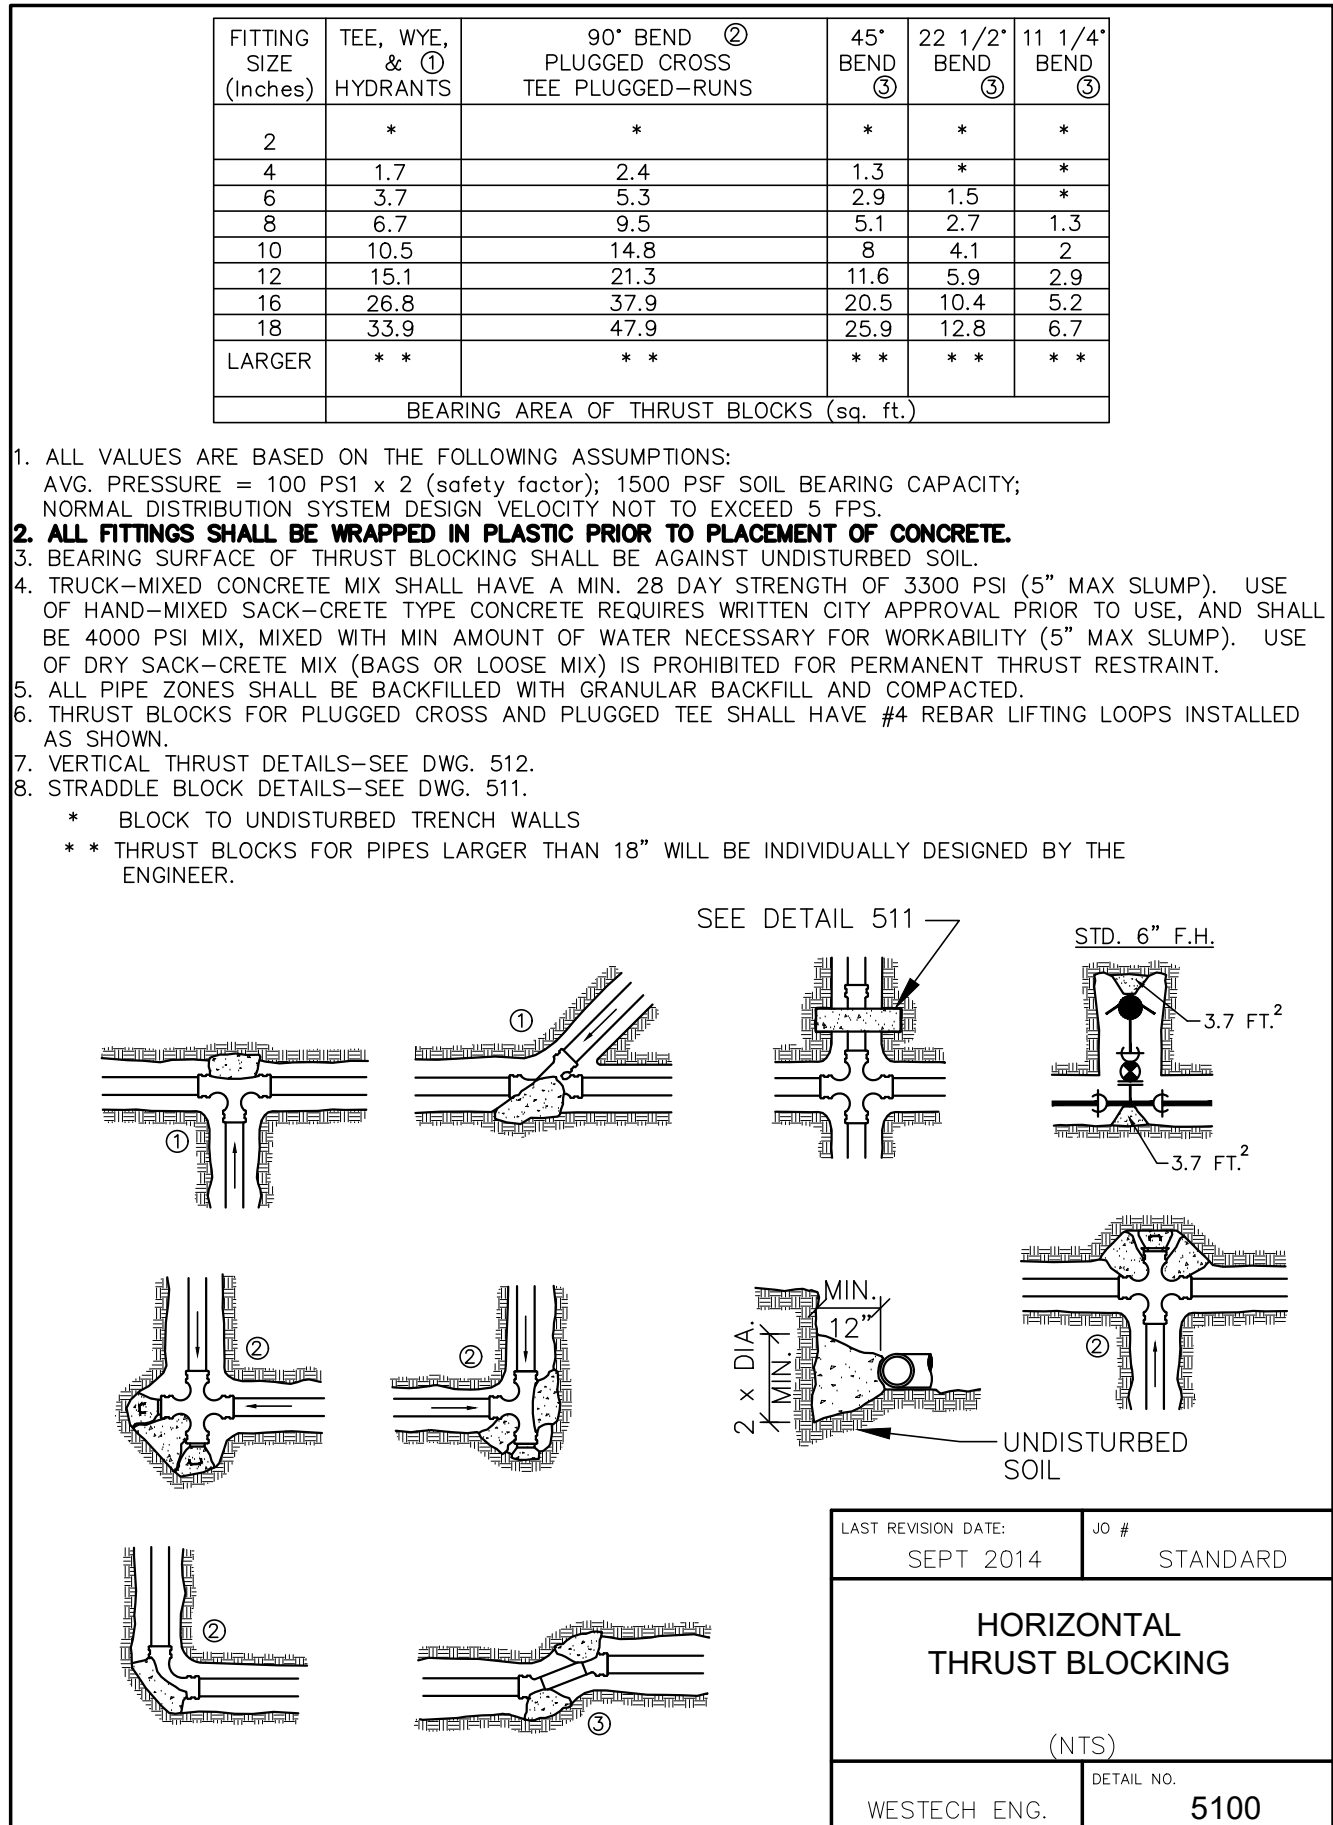 FITTING SIZE (Inches) | TEE, WYE, & ① HYDRANTS | 90° BEND ② PLUGGED CROSS TEE PLUGGED-RUNS | 45° BEND ③ | 22 1/2° BEND ③ | 11 1/4° BEND ③
2 * * * * *
4 1.7 2.4 1.3 * *
6 3.7 5.3 2.9 1.5 *
8 6.7 9.5 5.1 2.7 1.3
10 10.5 14.8 8 4.1 2
12 15.1 21.3 11.6 5.9 2.9
16 26.8 37.9 20.5 10.4 5.2
18 33.9 47.9 25.9 12.8 6.7
LARGER * * * * * * * * * *
BEARING AREA OF THRUST BLOCKS (sq. ft.)
1. ALL VALUES ARE BASED ON THE FOLLOWING ASSUMPTIONS:
AVG. PRESSURE = 100 PS1 x 2 (safety factor); 1500 PSF SOIL BEARING CAPACITY;
NORMAL DISTRIBUTION SYSTEM DESIGN VELOCITY NOT TO EXCEED 5 FPS.
2. ALL FITTINGS SHALL BE WRAPPED IN PLASTIC PRIOR TO PLACEMENT OF CONCRETE.
3. BEARING SURFACE OF THRUST BLOCKING SHALL BE AGAINST UNDISTURBED SOIL.
4. TRUCK-MIXED CONCRETE MIX SHALL HAVE A MIN. 28 DAY STRENGTH OF 3300 PSI (5" MAX SLUMP). USE
OF HAND-MIXED SACK-CRETE TYPE CONCRETE REQUIRES WRITTEN CITY APPROVAL PRIOR TO USE, AND SHALL
BE 4000 PSI MIX, MIXED WITH MIN AMOUNT OF WATER NECESSARY FOR WORKABILITY (5" MAX SLUMP). USE
OF DRY SACK-CRETE MIX (BAGS OR LOOSE MIX) IS PROHIBITED FOR PERMANENT THRUST RESTRAINT.
5. ALL PIPE ZONES SHALL BE BACKFILLED WITH GRANULAR BACKFILL AND COMPACTED.
6. THRUST BLOCKS FOR PLUGGED CROSS AND PLUGGED TEE SHALL HAVE #4 REBAR LIFTING LOOPS INSTALLED
AS SHOWN.
7. VERTICAL THRUST DETAILS-SEE DWG. 512.
8. STRADDLE BLOCK DETAILS-SEE DWG. 511.
* BLOCK TO UNDISTURBED TRENCH WALLS
* * THRUST BLOCKS FOR PIPES LARGER THAN 18" WILL BE INDIVIDUALLY DESIGNED BY THE
ENGINEER.
SEE DETAIL 511
STD. 6" F.H.
①
3.7 FT.²
①
3.7 FT.²
②
②
MIN.
12"
2 x DIA.
MIN.
②
UNDISTURBED
SOIL
②
③
LAST REVISION DATE:
SEPT 2014
JO #
STANDARD
HORIZONTAL
THRUST BLOCKING
(NTS)
WESTECH ENG.
DETAIL NO.
5100